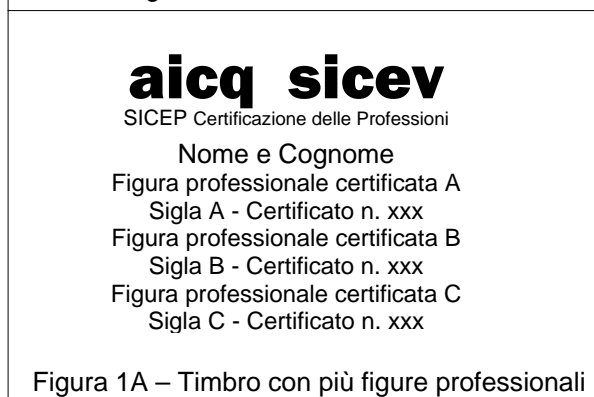 aicq sicev
SICEP Certificazione delle Professioni
Nome e Cognome
Figura professionale certificata A
Sigla A - Certificato n. xxx
Figura professionale certificata B
Sigla B - Certificato n. xxx
Figura professionale certificata C
Sigla C - Certificato n. xxx
Figura 1A – Timbro con più figure professionali